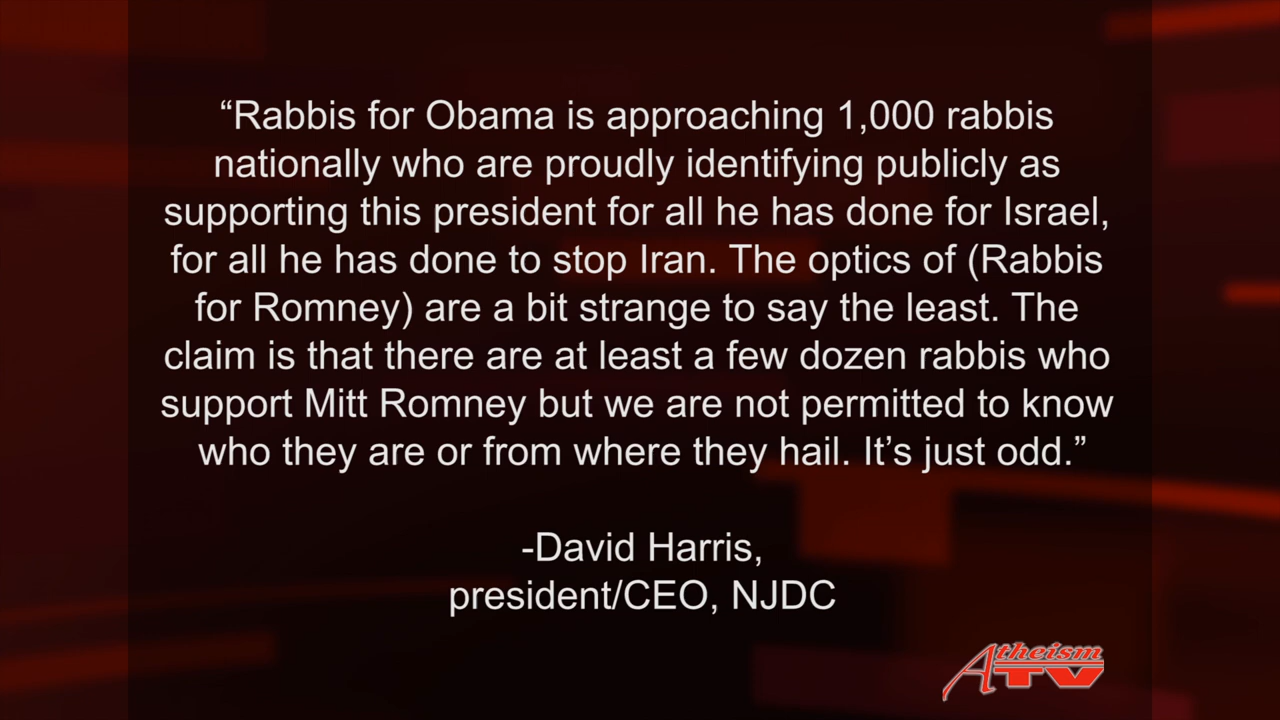 “Rabbis for Obama is approaching 1,000 rabbis
nationally who are proudly identifying publicly as
supporting this president for all he has done for Israel,
for all he has done to stop Iran. The optics of (Rabbis
for Romney) are a bit strange to say the least. The
claim is that there are at least a few dozen rabbis who
support Mitt Romney but we are not permitted to know
who they are or from where they hail. It’s just odd.”
-David Harris,
president/CEO, NJDC
Atheism
TV